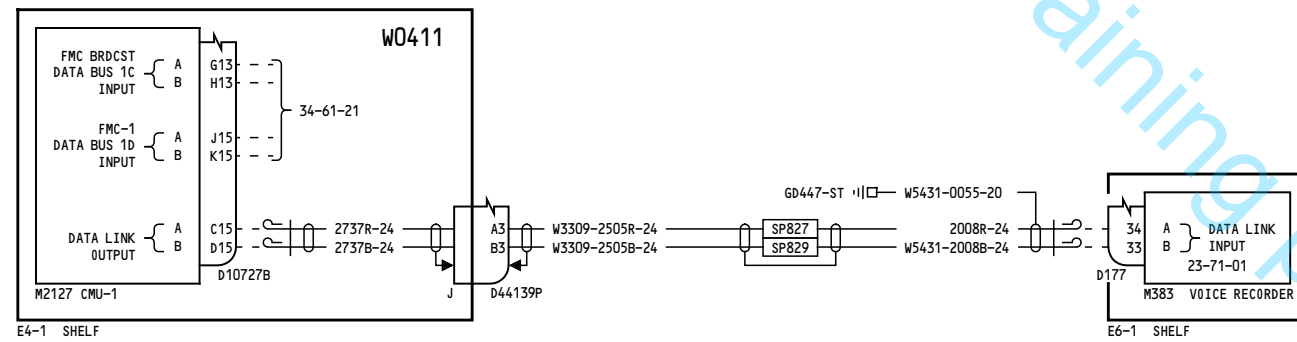 W0411
FMC BRDCST
DATA BUS 1C
INPUT
A
B
G13
H13
34-61-21
FMC-1
DATA BUS 1D
INPUT
A
B
J15
K15
DATA LINK
OUTPUT
A
B
C15
D15
2737R-24
2737B-24
D10727B
M2127 CMU-1
E4-1 SHELF
J
A3
B3
D44139P
W3309-2505R-24
W3309-2505B-24
SP827
SP829
GD447-ST
W5431-0055-20
2008R-24
W5431-2008B-24
34
33
A
B
DATA LINK
INPUT
23-71-01
D177
M383 VOICE RECORDER
E6-1 SHELF